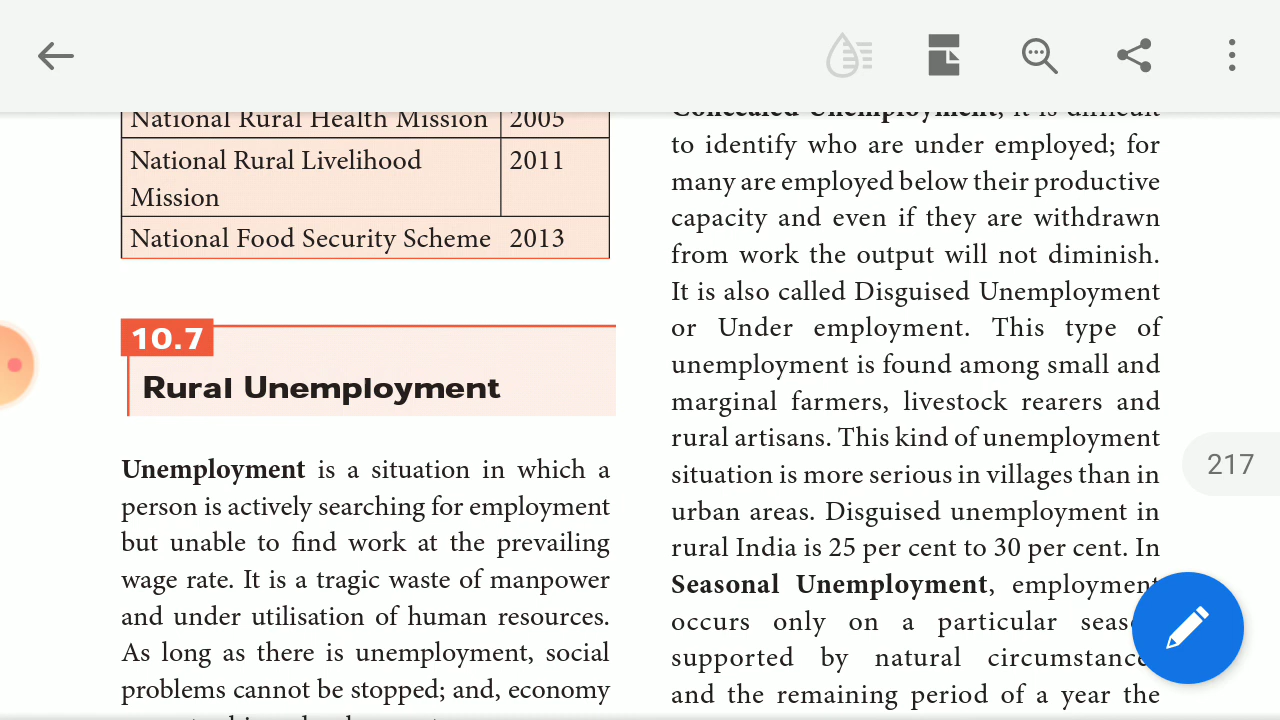 National Rural Health Mission 2005
National Rural Livelihood 2011
Mission
National Food Security Scheme 2013
10.7
Rural Unemployment
Unemployment is a situation in which a
person is actively searching for employment
but unable to find work at the prevailing
wage rate. It is a tragic waste of manpower
and under utilisation of human resources.
As long as there is unemployment, social
problems cannot be stopped; and, economy
Concealed Unemployment, it is difficult
to identify who are under employed; for
many are employed below their productive
capacity and even if they are withdrawn
from work the output will not diminish.
It is also called Disguised Unemployment
or Under employment. This type of
unemployment is found among small and
marginal farmers, livestock rearers and
rural artisans. This kind of unemployment
situation is more serious in villages than in
urban areas. Disguised unemployment in
rural India is 25 per cent to 30 per cent. In
Seasonal Unemployment, employment
occurs only on a particular
supported by natural
and the remaining period of a year the
217